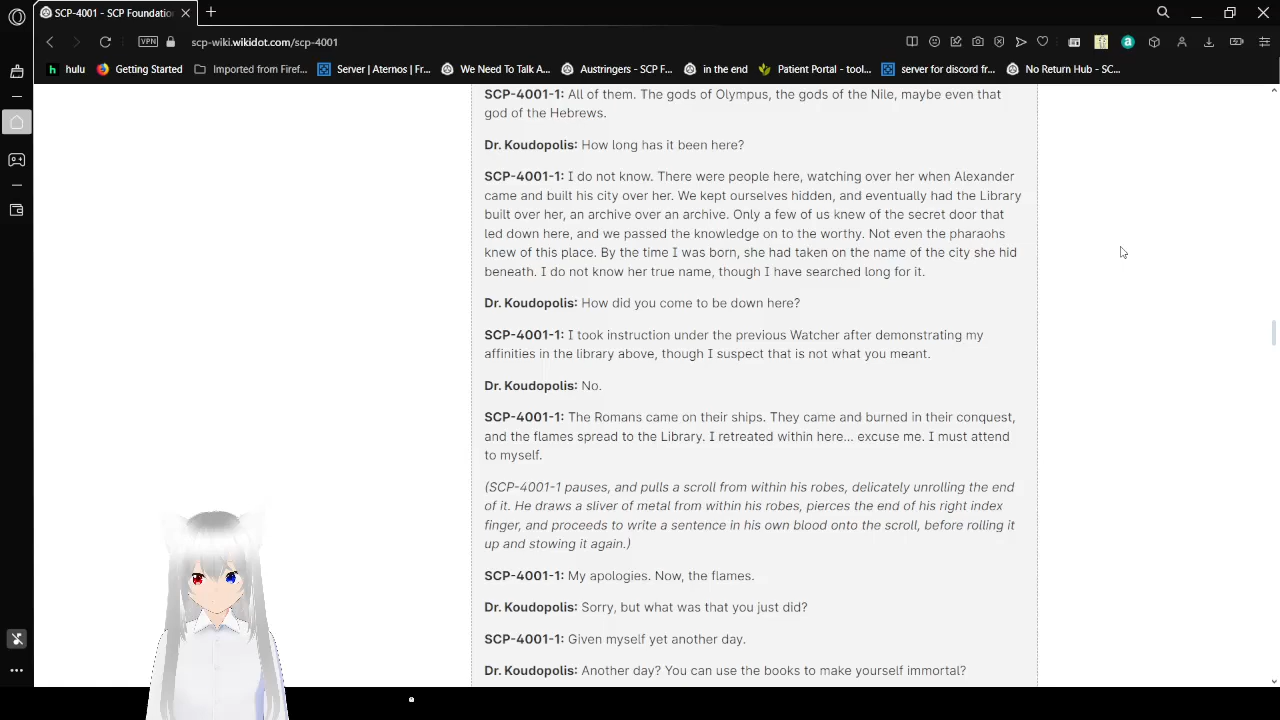 SCP-4001 - SCP Foundatio
VPN
scp-wiki.wikidot.com/scp-4001
a
h hulu
Getting Started
Imported from Firef...
Server | Aternos | Fr...
We Need To Talk A...
Austringers - SCP F...
in the end
Patient Portal - tool...
server for discord fr...
No Return Hub - SC...
SCP-4001-1: All of them. The gods of Olympus, the gods of the Nile, maybe even that
god of the Hebrews.
Dr. Koudopolis: How long has it been here?
SCP-4001-1: I do not know. There were people here, watching over her when Alexander
came and built his city over her. We kept ourselves hidden, and eventually had the Library
built over her, an archive over an archive. Only a few of us knew of the secret door that
led down here, and we passed the knowledge on to the worthy. Not even the pharaohs
knew of this place. By the time I was born, she had taken on the name of the city she hid
beneath. I do not know her true name, though I have searched long for it.
Dr. Koudopolis: How did you come to be down here?
SCP-4001-1: I took instruction under the previous Watcher after demonstrating my
affinities in the library above, though I suspect that is not what you meant.
Dr. Koudopolis: No.
SCP-4001-1: The Romans came on their ships. They came and burned in their conquest,
and the flames spread to the Library. I retreated within here... excuse me. I must attend
to myself.
(SCP-4001-1 pauses, and pulls a scroll from within his robes, delicately unrolling the end
of it. He draws a sliver of metal from within his robes, pierces the end of his right index
finger, and proceeds to write a sentence in his own blood onto the scroll, before rolling it
up and stowing it again.)
SCP-4001-1: My apologies. Now, the flames.
Dr. Koudopolis: Sorry, but what was that you just did?
SCP-4001-1: Given myself yet another day.
Dr. Koudopolis: Another day? You can use the books to make yourself immortal?